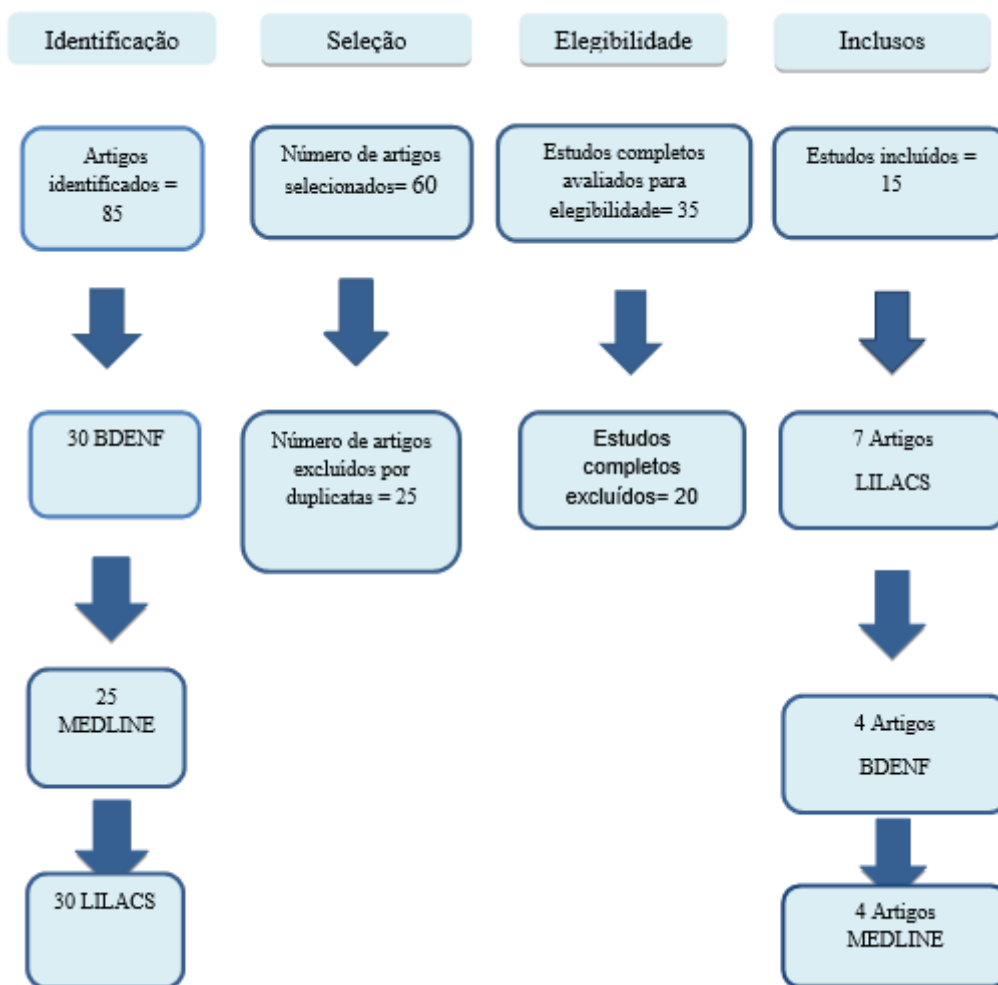 Identificação
Seleção
Elegibilidade
Inclusos
Artigos
identificados =
85
Número de artigos
selecionados= 60
Estudos completos
avaliados para
elegibilidade= 35
Estudos incluídos =
15
30 BDENF
Número de artigos
excluídos por
duplicatas = 25
Estudos
completos
excluídos= 20
7 Artigos
LILACS
25
MEDLINE
4 Artigos
BDENF
30 LILACS
4 Artigos
MEDLINE